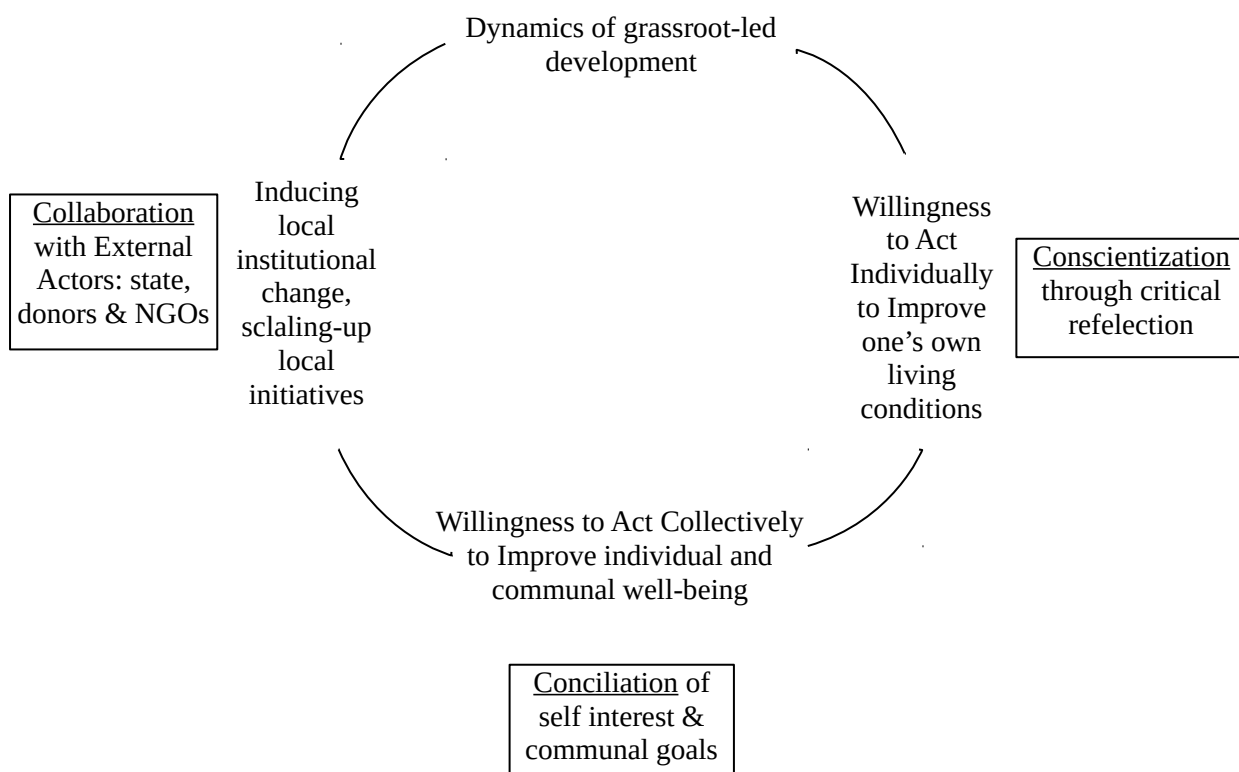 Dynamics of grassroot-led
development
Collaboration
with External
Actors: state,
donors & NGOs
Inducing
local
institutional
change,
sclaling-up
local
initiatives
Willingness
to Act
Individually
to Improve
one’s own
living
conditions
Conscientization
through critical
refelection
Willingness to Act Collectively
to Improve individual and
communal well-being
Conciliation of
self interest &
communal goals